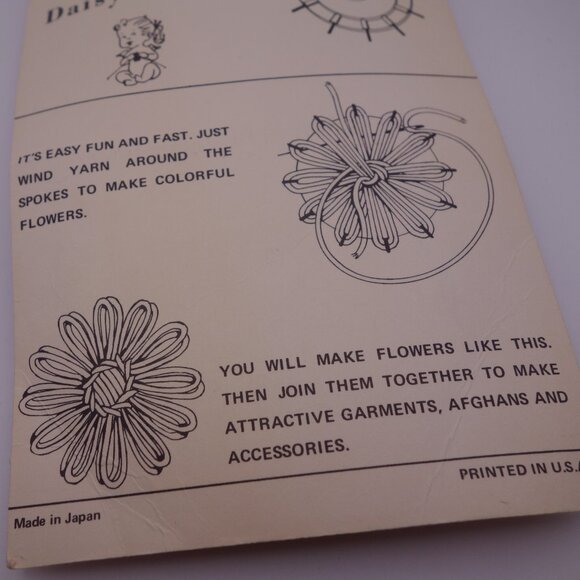 Daisy
IT'S EASY FUN AND FAST. JUST
WIND YARN AROUND THE
SPOKES TO MAKE COLORFUL
FLOWERS.
YOU WILL MAKE FLOWERS LIKE THIS.
THEN JOIN THEM TOGETHER TO MAKE
ATTRACTIVE GARMENTS, AFGHANS AND
ACCESSORIES.
Made in Japan
PRINTED IN U.S.A